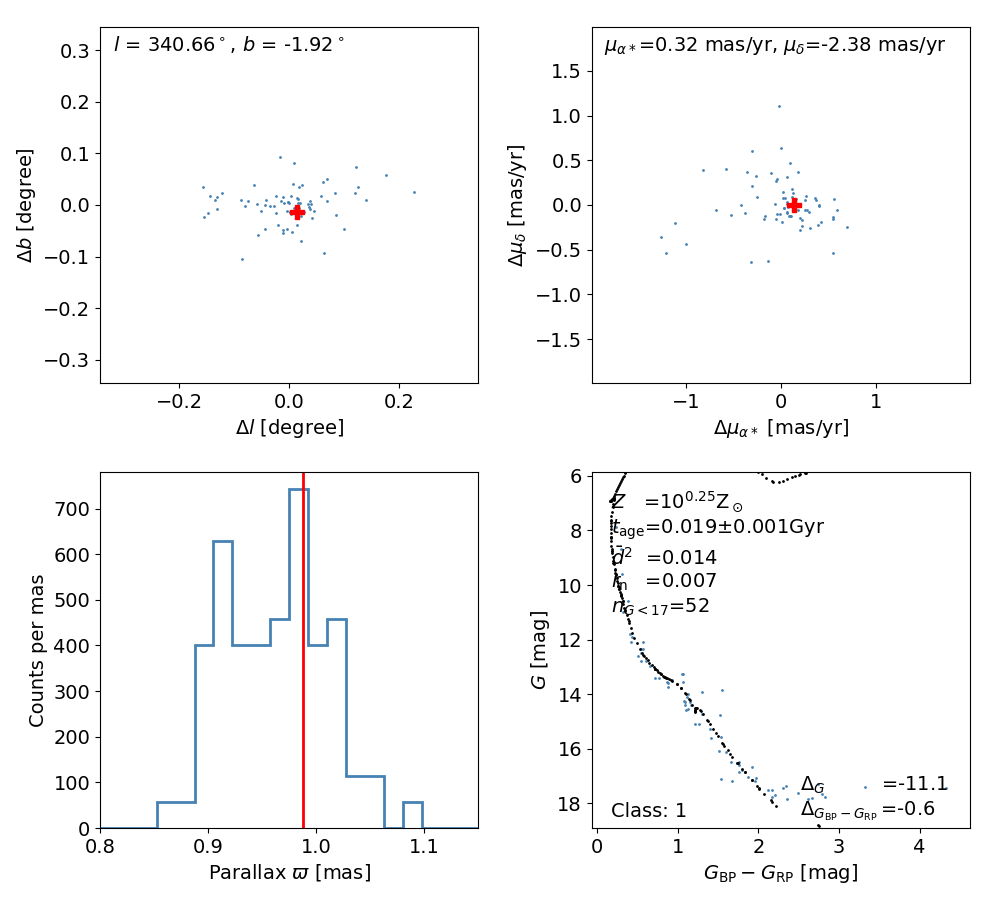 l = 340.66°, b = -1.92°
0.3
0.2
0.1
0.0
−0.1
−0.2
−0.3
Δb [degree]
−0.2 0.0 0.2
Δl [degree]
μα*=0.32 mas/yr, μδ=-2.38 mas/yr
1.5
1.0
0.5
0.0
−0.5
−1.0
−1.5
Δμδ [mas/yr]
−1 0 1
Δμα* [mas/yr]
700
600
500
400
300
200
100
0
Counts per mas
0.8 0.9 1.0 1.1
Parallax ϖ [mas]
6
8
10
12
14
16
18
G [mag]
Z =10^0.25 Z⊙
t_age=0.019±0.001Gyr
d̄² =0.014
r̄_n =0.007
n_G<17=52
Δ_G =-11.1
Δ_G_BP−G_RP =-0.6
Class: 1
0 1 2 3 4
G_BP − G_RP [mag]